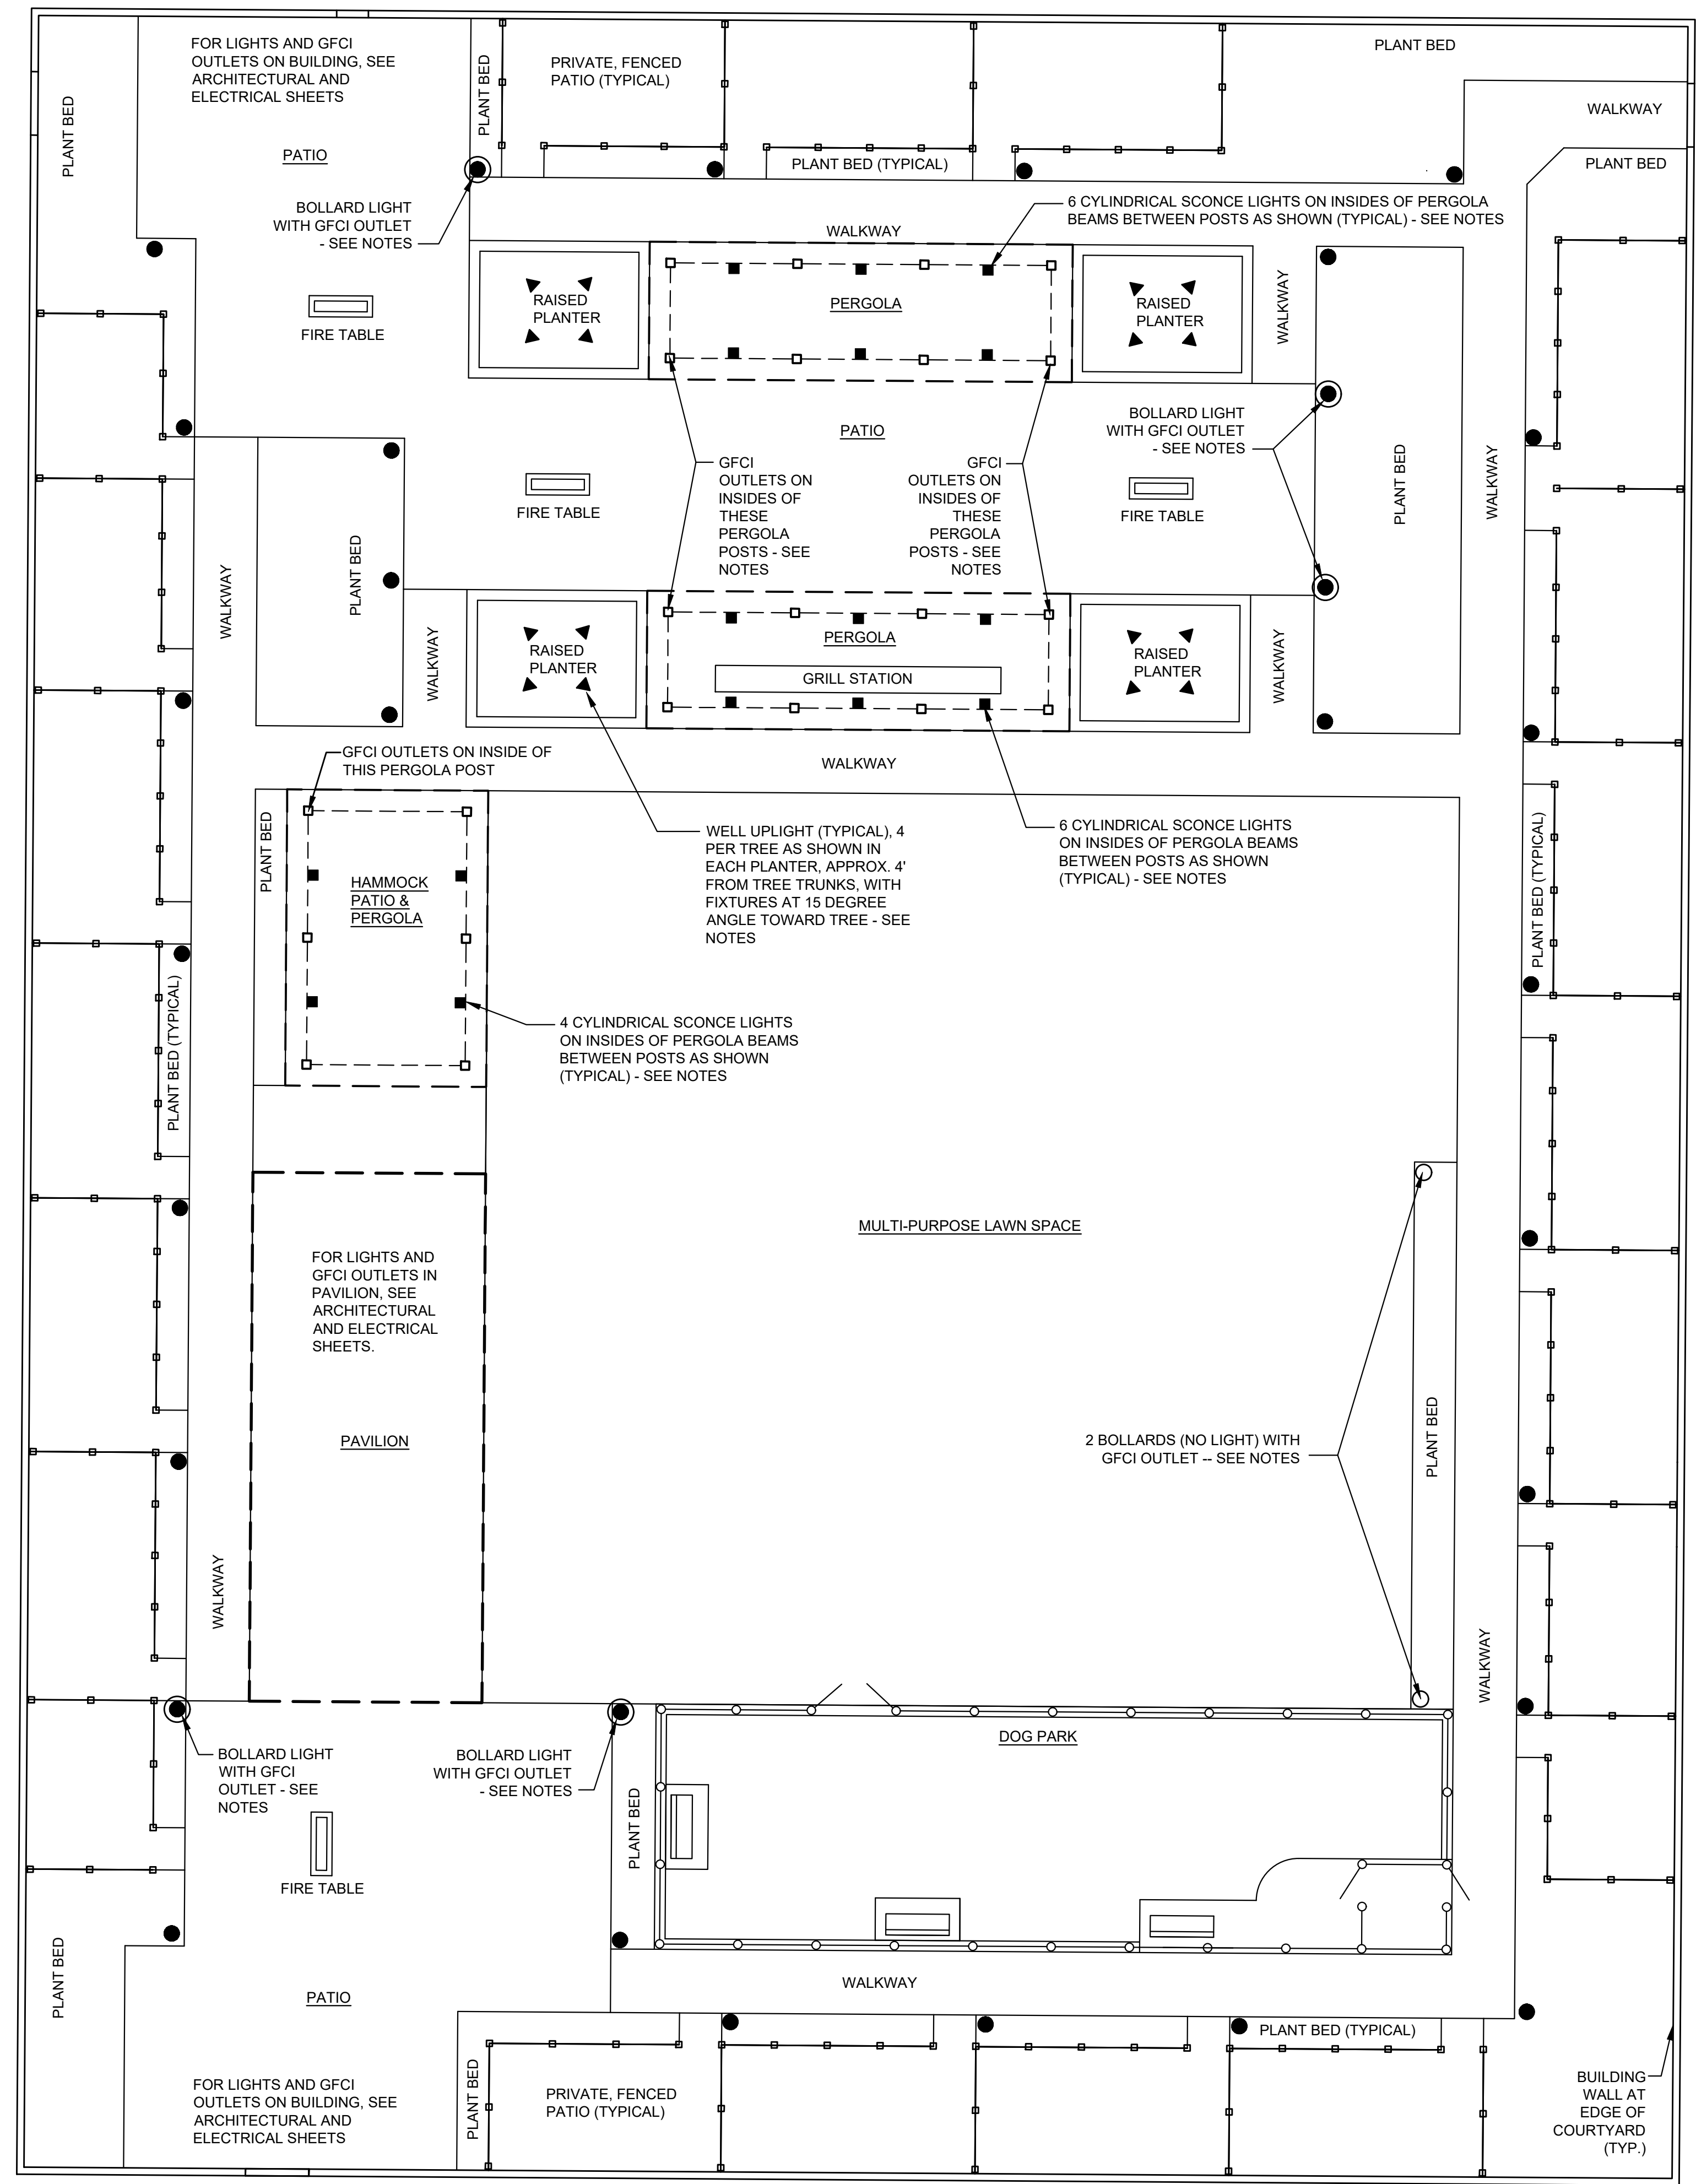 FOR LIGHTS AND GFCI
OUTLETS ON BUILDING, SEE
ARCHITECTURAL AND
ELECTRICAL SHEETS
PLANT BED
PLANT BED
PRIVATE, FENCED
PATIO (TYPICAL)
PLANT BED
WALKWAY
PLANT BED
PATIO
PLANT BED (TYPICAL)
BOLLARD LIGHT
WITH GFCI OUTLET
- SEE NOTES
6 CYLINDRICAL SCONCE LIGHTS ON INSIDES OF PERGOLA
BEAMS BETWEEN POSTS AS SHOWN (TYPICAL) - SEE NOTES
WALKWAY
RAISED
PLANTER
PERGOLA
RAISED
PLANTER
WALKWAY
FIRE TABLE
PATIO
BOLLARD LIGHT
WITH GFCI OUTLET
- SEE NOTES
GFCI
OUTLETS ON
INSIDES OF
THESE
PERGOLA
POSTS - SEE
NOTES
GFCI
OUTLETS ON
INSIDES OF
THESE
PERGOLA
POSTS - SEE
NOTES
FIRE TABLE
FIRE TABLE
PLANT BED
WALKWAY
PLANT BED
WALKWAY
WALKWAY
RAISED
PLANTER
PERGOLA
GRILL STATION
RAISED
PLANTER
WALKWAY
GFCI OUTLETS ON INSIDE OF
THIS PERGOLA POST
WALKWAY
PLANT BED
HAMMOCK
PATIO &
PERGOLA
WELL UPLIGHT (TYPICAL), 4
PER TREE AS SHOWN IN
EACH PLANTER, APPROX. 4'
FROM TREE TRUNKS, WITH
FIXTURES AT 15 DEGREE
ANGLE TOWARD TREE - SEE
NOTES
6 CYLINDRICAL SCONCE LIGHTS
ON INSIDES OF PERGOLA BEAMS
BETWEEN POSTS AS SHOWN
(TYPICAL) - SEE NOTES
PLANT BED (TYPICAL)
PLANT BED (TYPICAL)
4 CYLINDRICAL SCONCE LIGHTS
ON INSIDES OF PERGOLA BEAMS
BETWEEN POSTS AS SHOWN
(TYPICAL) - SEE NOTES
MULTI-PURPOSE LAWN SPACE
FOR LIGHTS AND
GFCI OUTLETS IN
PAVILION, SEE
ARCHITECTURAL
AND ELECTRICAL
SHEETS.
PAVILION
2 BOLLARDS (NO LIGHT) WITH
GFCI OUTLET -- SEE NOTES
PLANT BED
WALKWAY
WALKWAY
BOLLARD LIGHT
WITH GFCI
OUTLET - SEE
NOTES
BOLLARD LIGHT
WITH GFCI OUTLET
- SEE NOTES
DOG PARK
PLANT BED
FIRE TABLE
PLANT BED
WALKWAY
PATIO
PLANT BED (TYPICAL)
FOR LIGHTS AND GFCI
OUTLETS ON BUILDING, SEE
ARCHITECTURAL AND
ELECTRICAL SHEETS
PLANT BED
PRIVATE, FENCED
PATIO (TYPICAL)
BUILDING
WALL AT
EDGE OF
COURTYARD
(TYP.)